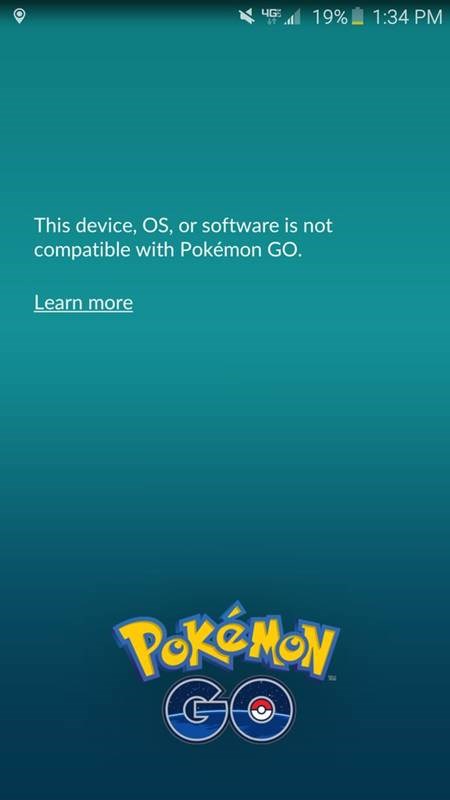 4G 19% 1:34 PM
This device, OS, or software is not
compatible with Pokémon GO.
Learn more
POKéMON
GO